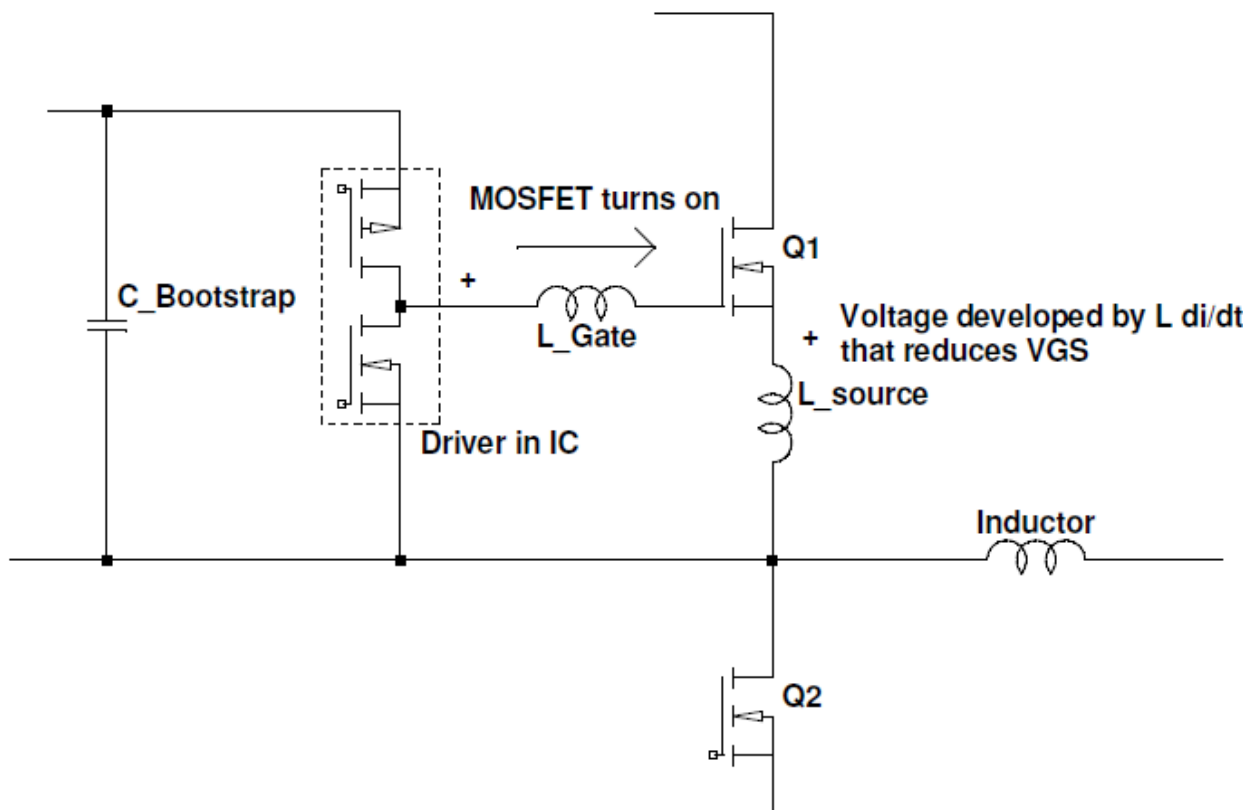 MOSFET turns on
Q1
C_Bootstrap
+
L_Gate
+
Voltage developed by L di/dt
that reduces VGS
L_source
Driver in IC
Inductor
Q2